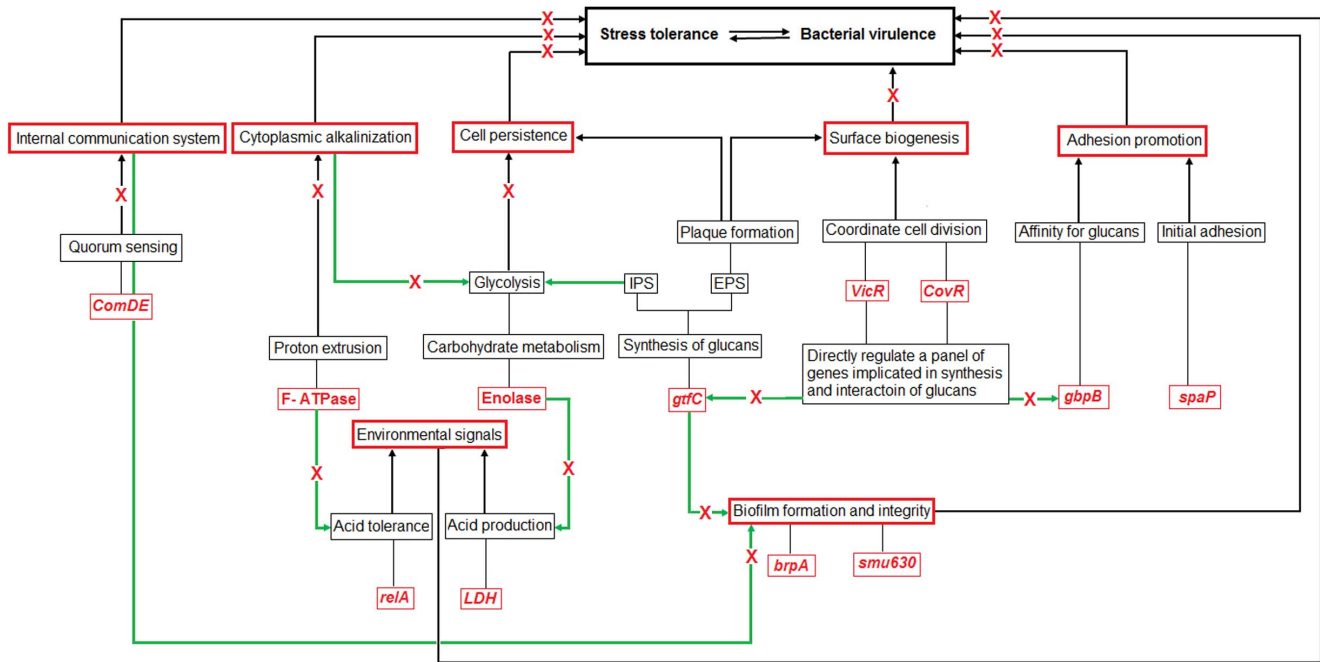 X
X
X
X
X
X
Stress tolerance
Bacterial virulence
X
Internal communication system
Cytoplasmic alkalinization
Cell persistence
Surface biogenesis
Adhesion promotion
X
X
X
Quorum sensing
Plaque formation
Coordinate cell division
Affinity for glucans
Initial adhesion
X
Glycolysis
IPS
EPS
VicR
CovR
ComDE
Proton extrusion
Carbohydrate metabolism
Synthesis of glucans
Directly regulate a panel of
genes implicated in synthesis
and interactoin of glucans
F- ATPase
Enolase
gtfC
X
X
gbpB
spaP
Environmental signals
X
X
Acid tolerance
Acid production
X
Biofilm formation and integrity
X
brpA
smu630
relA
LDH